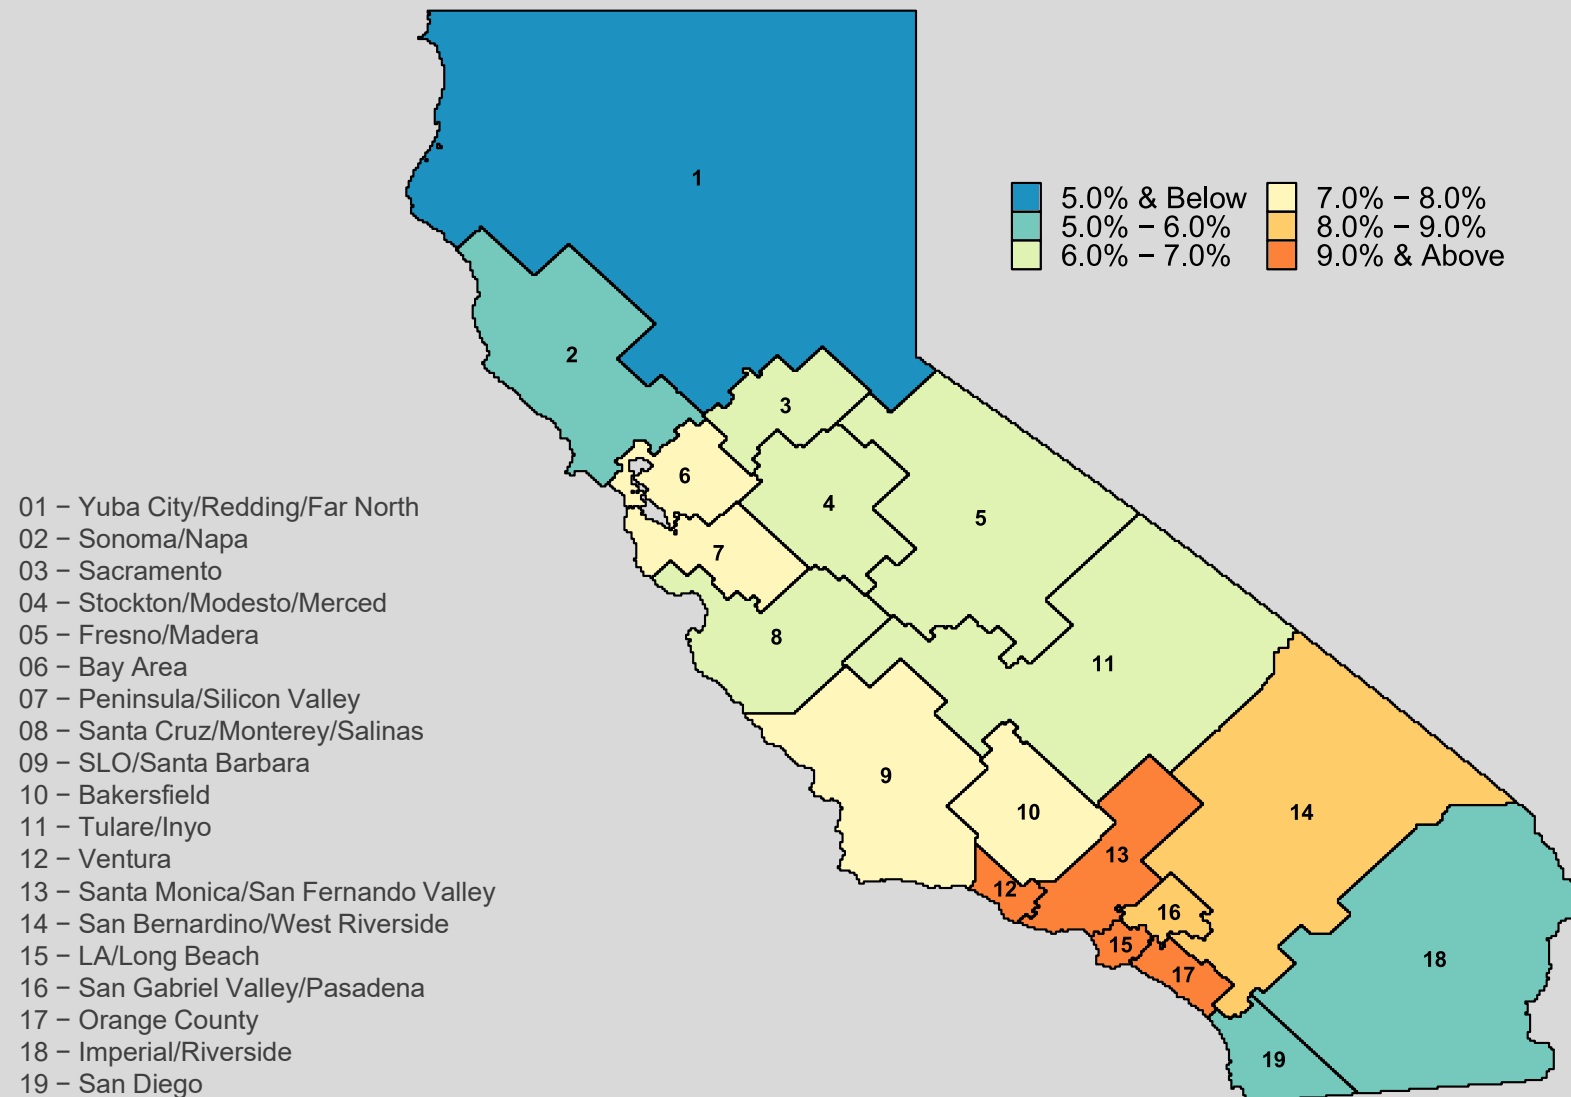 1
5.0% & Below
7.0% − 8.0%
5.0% − 6.0%
8.0% − 9.0%
6.0% − 7.0%
9.0% & Above
2
3
6
4
5
7
8
11
9
10
14
13
12
16
15
18
17
19
01 − Yuba City/Redding/Far North
02 − Sonoma/Napa
03 − Sacramento
04 − Stockton/Modesto/Merced
05 − Fresno/Madera
06 − Bay Area
07 − Peninsula/Silicon Valley
08 − Santa Cruz/Monterey/Salinas
09 − SLO/Santa Barbara
10 − Bakersfield
11 − Tulare/Inyo
12 − Ventura
13 − Santa Monica/San Fernando Valley
14 − San Bernardino/West Riverside
15 − LA/Long Beach
16 − San Gabriel Valley/Pasadena
17 − Orange County
18 − Imperial/Riverside
19 − San Diego